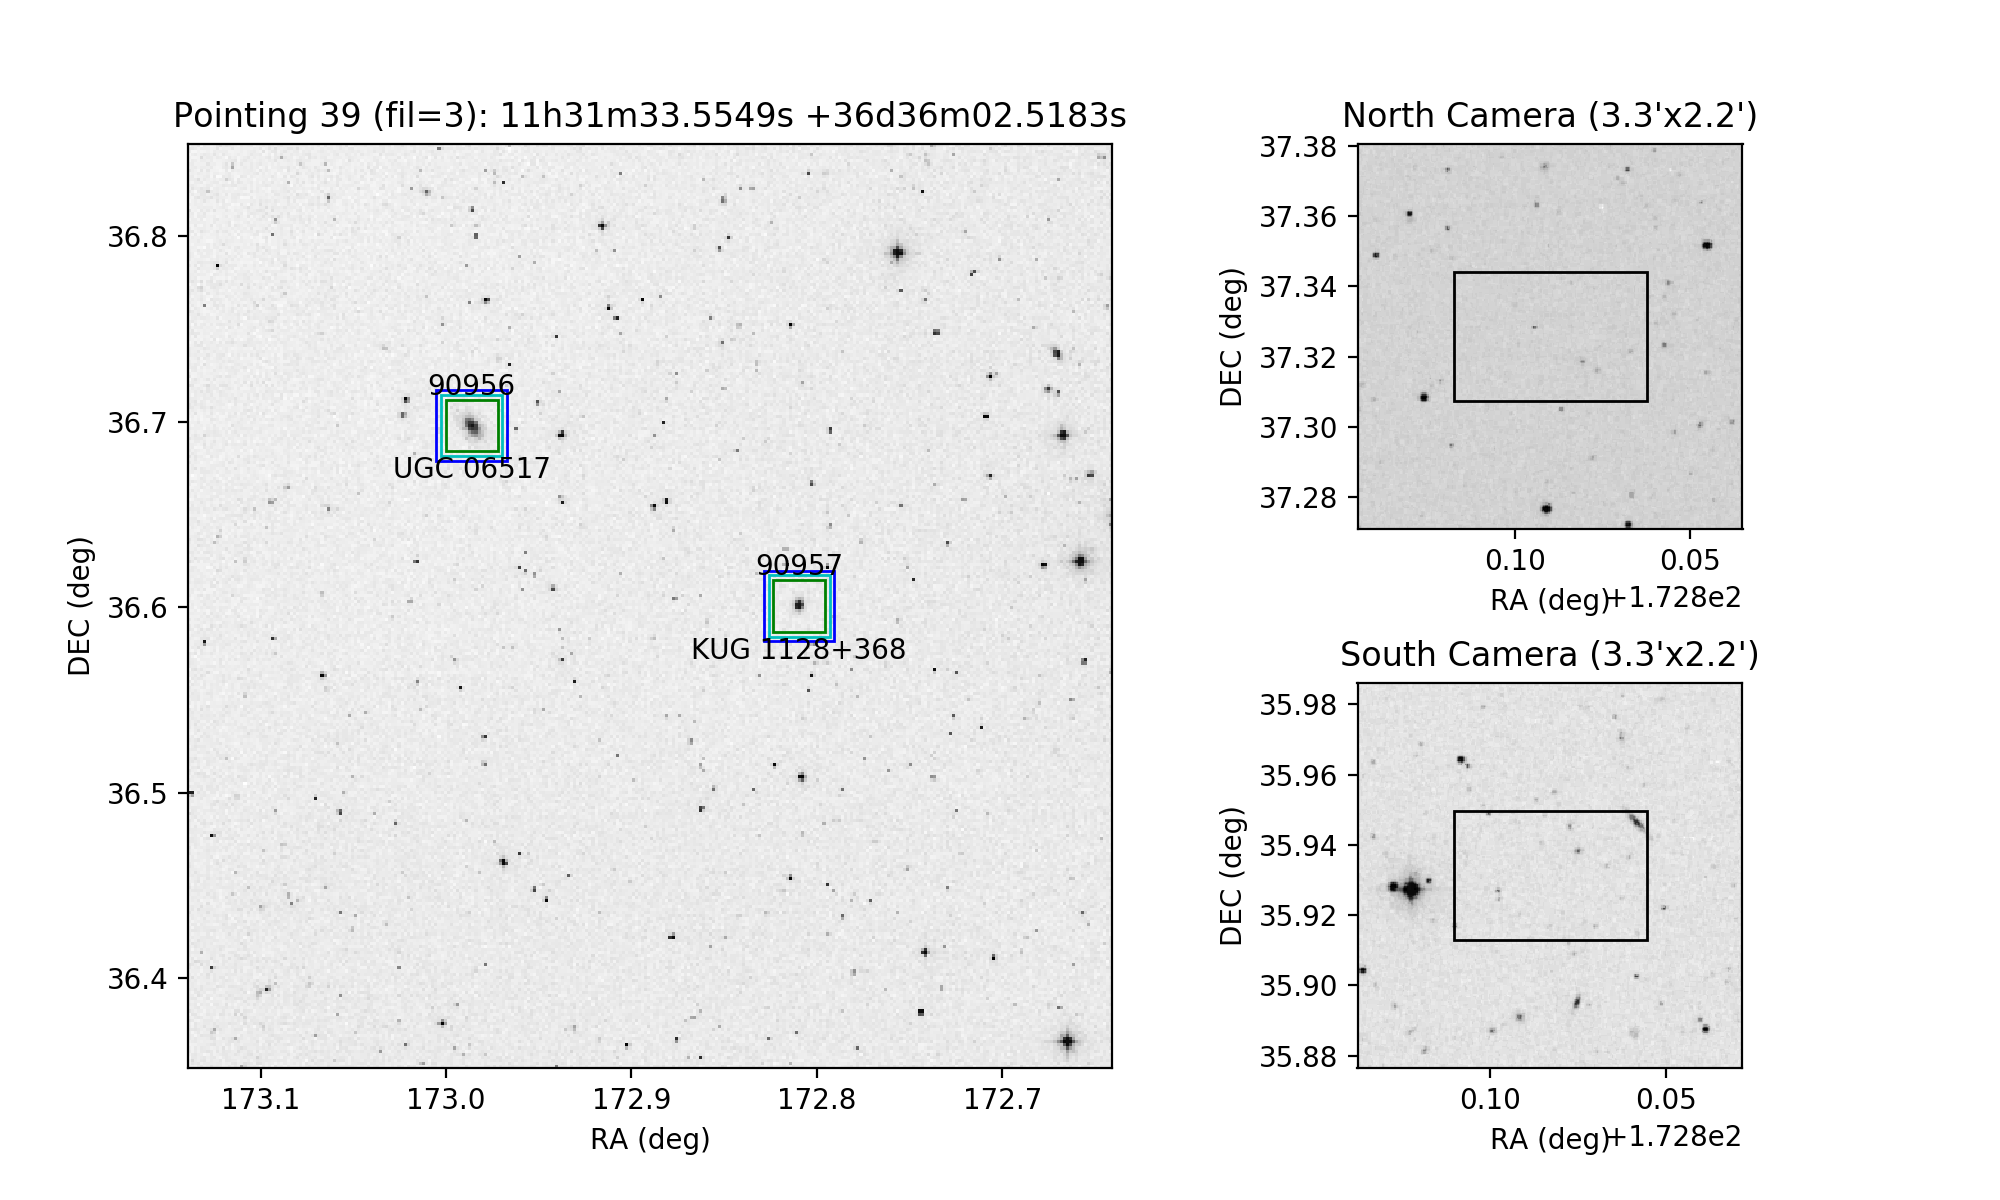 Pointing 39 (fil=3): 11h31m33.5549s +36d36m02.5183s
36.8
36.7
36.6
36.5
36.4
DEC (deg)
90956
UGC 06517
90957
KUG 1128+368
173.1 173.0 172.9 172.8 172.7
RA (deg)
North Camera (3.3'x2.2')
37.38
37.36
37.34
37.32
37.30
37.28
DEC (deg)
0.10 0.05
RA (deg) +1.728e2
South Camera (3.3'x2.2')
35.98
35.96
35.94
35.92
35.90
35.88
DEC (deg)
0.10 0.05
RA (deg) +1.728e2